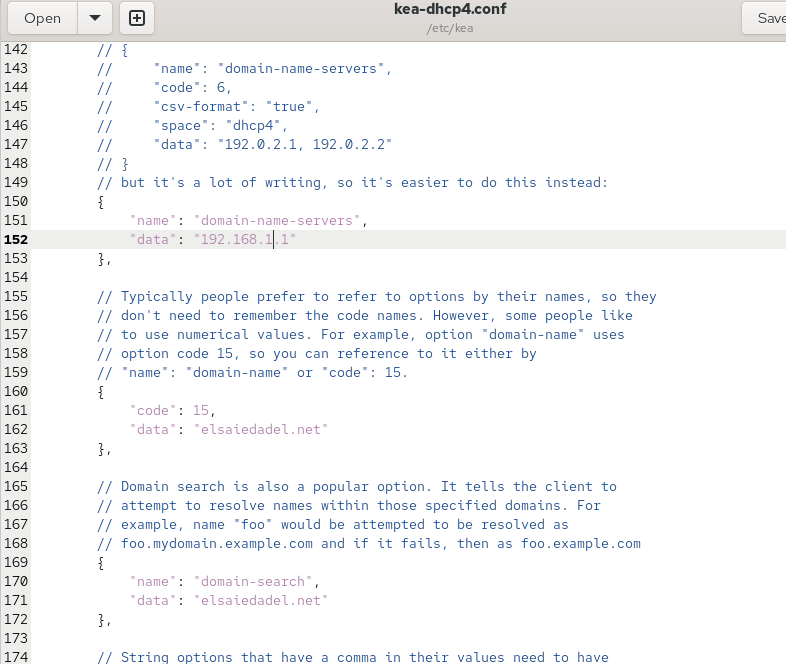 Open
kea-dhcp4.conf
/etc/kea
Save
142 // {
143 //     "name": "domain-name-servers",
144 //     "code": 6,
145 //     "csv-format": "true",
146 //     "space": "dhcp4",
147 //     "data": "192.0.2.1, 192.0.2.2"
148 // }
149 // but it's a lot of writing, so it's easier to do this instead:
150 {
151     "name": "domain-name-servers",
152     "data": "192.168.1.1"
153 },
154
155 // Typically people prefer to refer to options by their names, so they
156 // don't need to remember the code names. However, some people like
157 // to use numerical values. For example, option "domain-name" uses
158 // option code 15, so you can reference to it either by
159 // "name": "domain-name" or "code": 15.
160 {
161     "code": 15,
162     "data": "elsaiedadel.net"
163 },
164
165 // Domain search is also a popular option. It tells the client to
166 // attempt to resolve names within those specified domains. For
167 // example, name "foo" would be attempted to be resolved as
168 // foo.mydomain.example.com and if it fails, then as foo.example.com
169 {
170     "name": "domain-search",
171     "data": "elsaiedadel.net"
172 },
173
174 // String options that have a comma in their values need to have